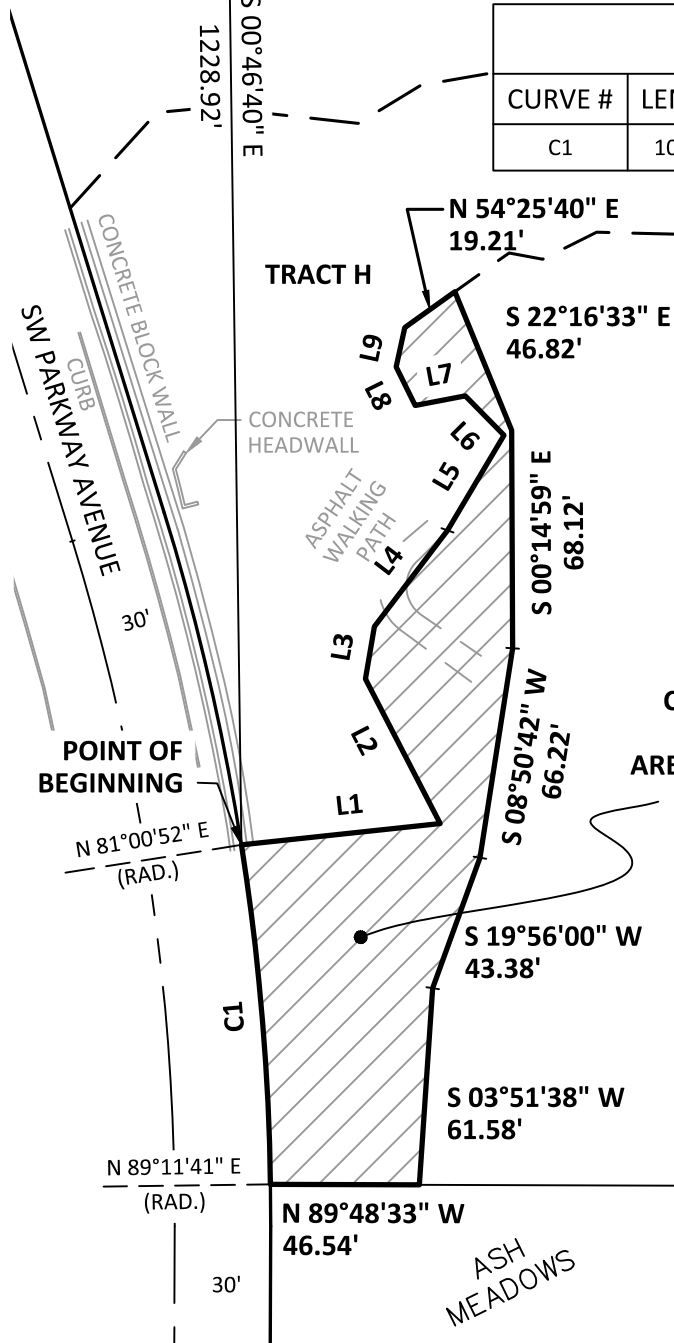 S 00°46'40" E
1228.92'
CURVE #
C1
N 54°25'40" E
19.21'
TRACT H
S 22°16'33" E
46.82'
CONCRETE BLOCK WALL
SW PARKWAY AVENUE
CURB
L9
L7
L8
L6
CONCRETE
HEADWALL
L5
ASPHALT
WALKING
PATH
L4
S 00°14'59" E
68.12'
30'
L3
L2
S 08°50'42" W
66.22'
POINT OF
BEGINNING
L1
N 81°00'52" E
(RAD.)
S 19°56'00" W
43.38'
C1
S 03°51'38" W
61.58'
N 89°11'41" E
(RAD.)
N 89°48'33" W
46.54'
30'
ASH
MEADOWS